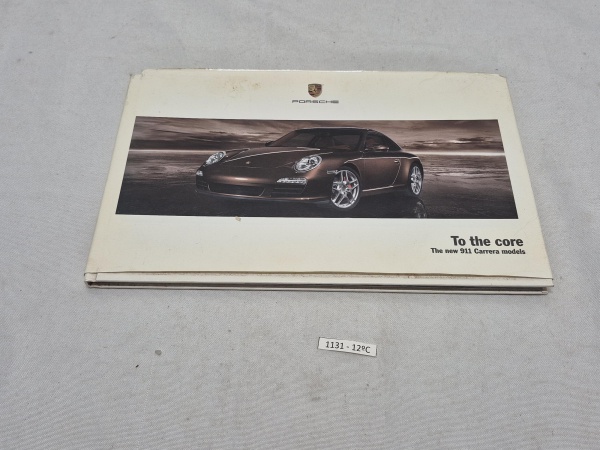 PORSCHE
To the core
The new 911 Carrera models
1131 - 12ºC